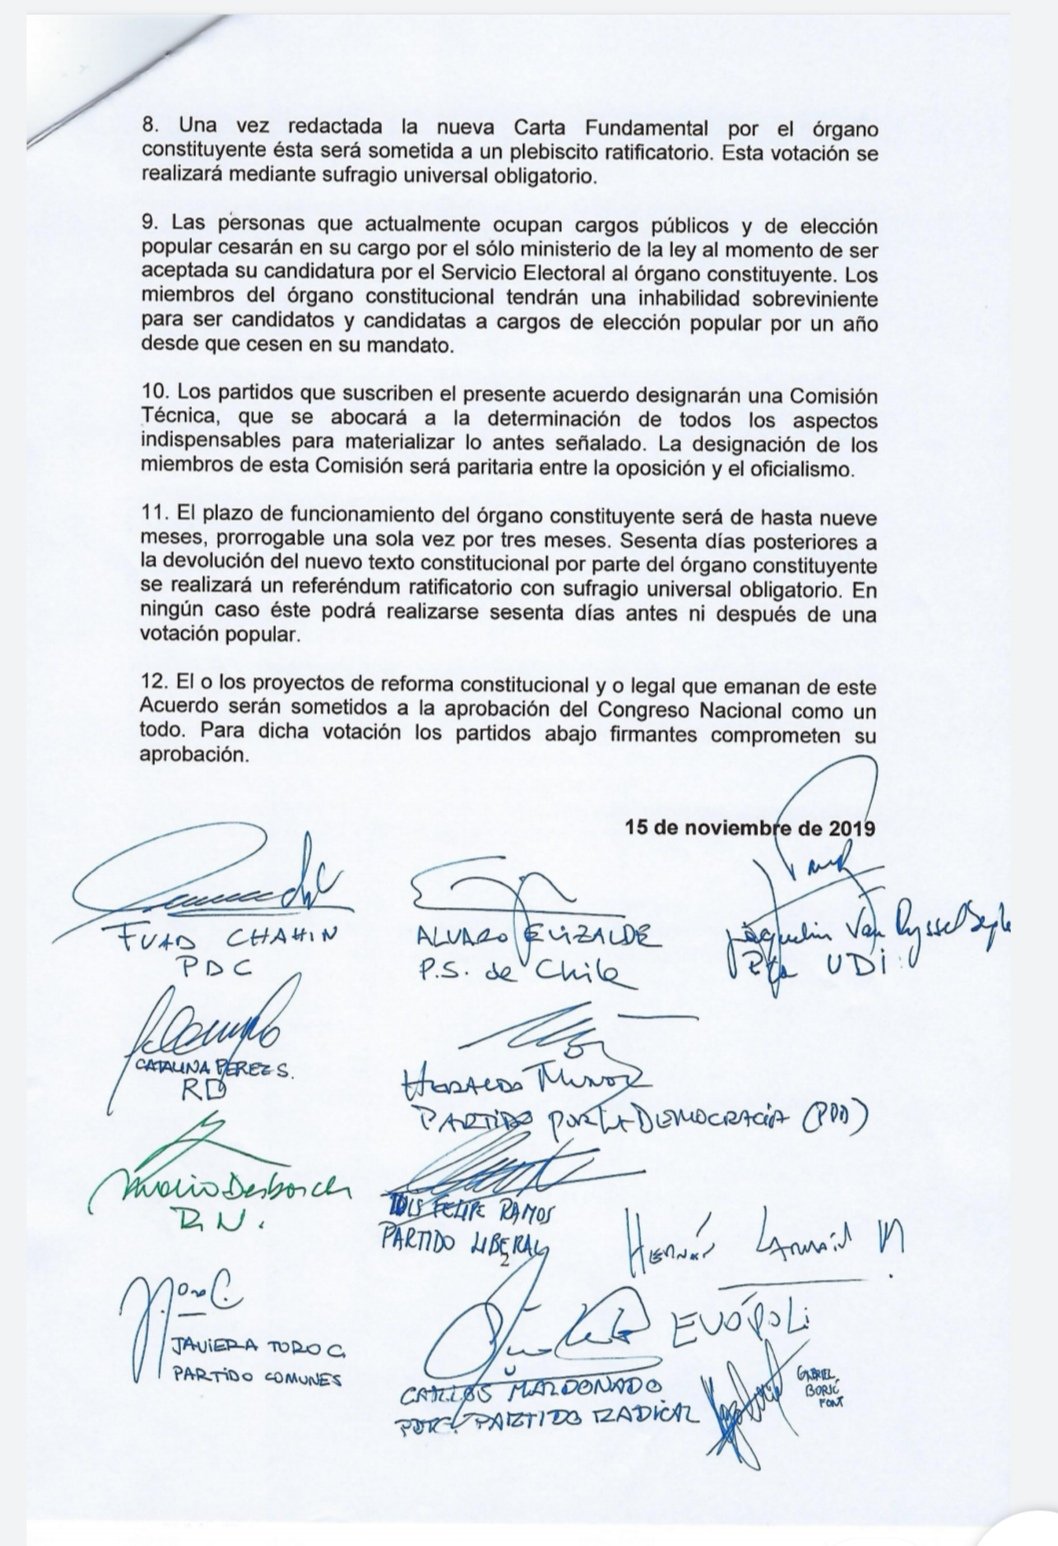 8. Una vez redactada la nueva Carta Fundamental por el órgano
constituyente ésta será sometida a un plebiscito ratificatorio. Esta votación se
realizará mediante sufragio universal obligatorio.
9. Las personas que actualmente ocupan cargos públicos y de elección
popular cesarán en su cargo por el sólo ministerio de la ley al momento de ser
aceptada su candidatura por el Servicio Electoral al órgano constituyente. Los
miembros del órgano constitucional tendrán una inhabilidad sobreviniente
para ser candidatos y candidatas a cargos de elección popular por un año
desde que cesen en su mandato.
10. Los partidos que suscriben el presente acuerdo designarán una Comisión
Técnica, que se abocará a la determinación de todos los aspectos
indispensables para materializar lo antes señalado. La designación de los
miembros de esta Comisión será paritaria entre la oposición y el oficialismo.
11. El plazo de funcionamiento del órgano constituyente será de hasta nueve
meses, prorrogable una sola vez por tres meses. Sesenta días posteriores a
la devolución del nuevo texto constitucional por parte del órgano constituyente
se realizará un referéndum ratificatorio con sufragio universal obligatorio. En
ningún caso éste podrá realizarse sesenta días antes ni después de una
votación popular.
12. El o los proyectos de reforma constitucional y o legal que emanan de este
Acuerdo serán sometidos a la aprobación del Congreso Nacional como un
todo. Para dicha votación los partidos abajo firmantes comprometen su
aprobación.
15 de noviembre de 2019
FUAD CHAHIN
PDC
ALVARO ELIZALDE
P.S. de Chile
Jaquelin Van Rysselberghe
Pta UDI
CATALINA PEREZ S.
RD
HERALDO MUÑOZ
PARTIDO POR LA DEMOCRACIA (PPD)
Mario Desbordes
R.N.
LUIS FELIPE RAMOS
PARTIDO LIBERAL
HERNÁN LARRAÍN M.
EVÓPOLI
JAVIERA TORO C.
PARTIDO COMUNES
2
CARLOS MALDONADO
POR PARTIDO RADICAL
GABRIEL
BORIC
FONT